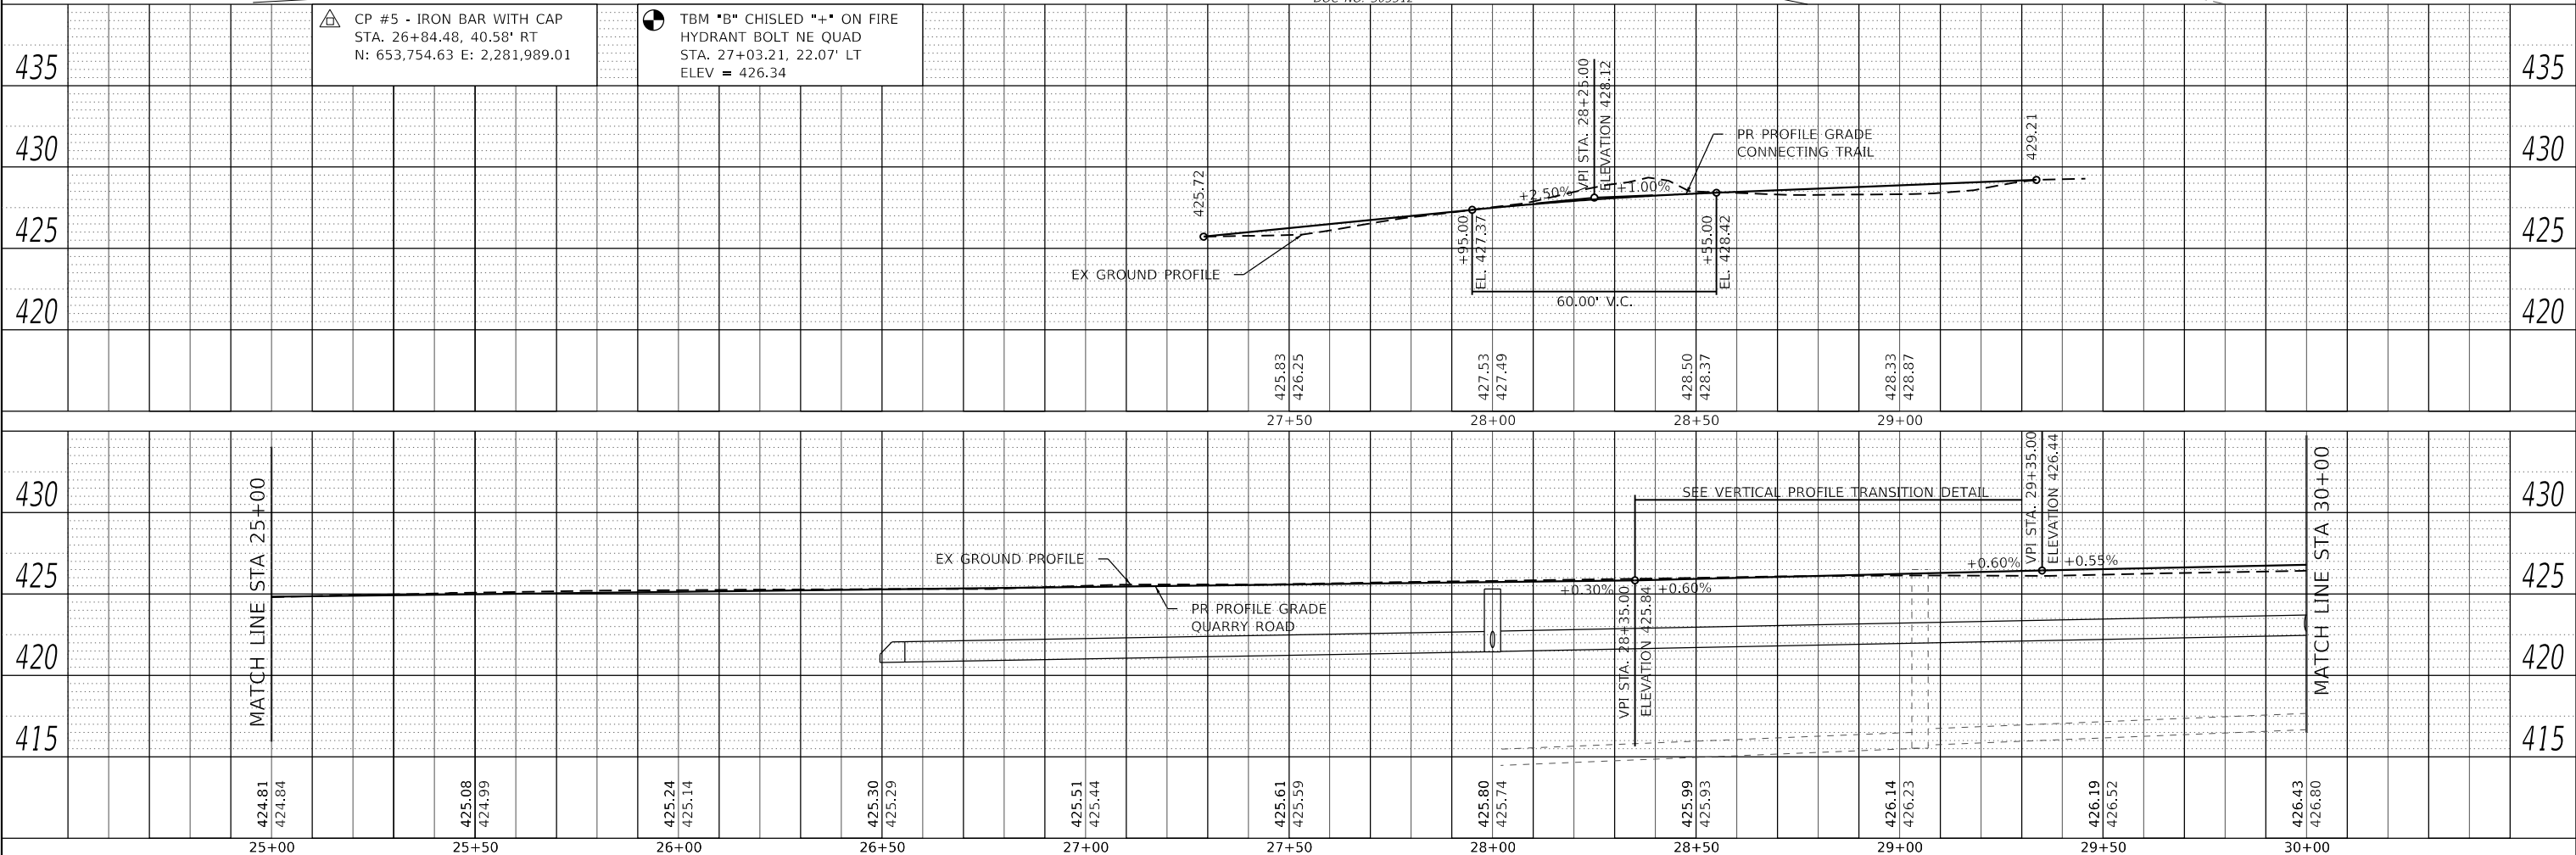 DOC NO. 505512
CP #5 - IRON BAR WITH CAP
STA. 26+84.48, 40.58' RT
N: 653,754.63 E: 2,281,989.01
TBM "B" CHISLED "+" ON FIRE
HYDRANT BOLT NE QUAD
STA. 27+03.21, 22.07' LT
ELEV = 426.34
435
435
430
430
425
425
420
420
425.72
+95.00
EL. 427.37
+2.50%
VPI STA. 28+25.00
ELEVATION 428.12
+1.00%
+55.00
EL. 428.42
PR PROFILE GRADE
CONNECTING TRAIL
429.21
EX GROUND PROFILE
60.00' V.C.
425.83
426.25
427.53
427.49
428.50
428.37
428.33
428.87
27+50
28+00
28+50
29+00
430
430
425
425
420
420
415
415
MATCH LINE STA 25+00
EX GROUND PROFILE
PR PROFILE GRADE
QUARRY ROAD
SEE VERTICAL PROFILE TRANSITION DETAIL
+0.30%
VPI STA. 28+35.00
ELEVATION 425.84
+0.60%
+0.60%
VPI STA. 29+35.00
ELEVATION 426.44
+0.55%
MATCH LINE STA 30+00
424.81
424.84
425.08
424.99
425.24
425.14
425.30
425.29
425.51
425.44
425.61
425.59
425.80
425.74
425.99
425.93
426.14
426.23
426.19
426.52
426.43
426.80
25+00
25+50
26+00
26+50
27+00
27+50
28+00
28+50
29+00
29+50
30+00